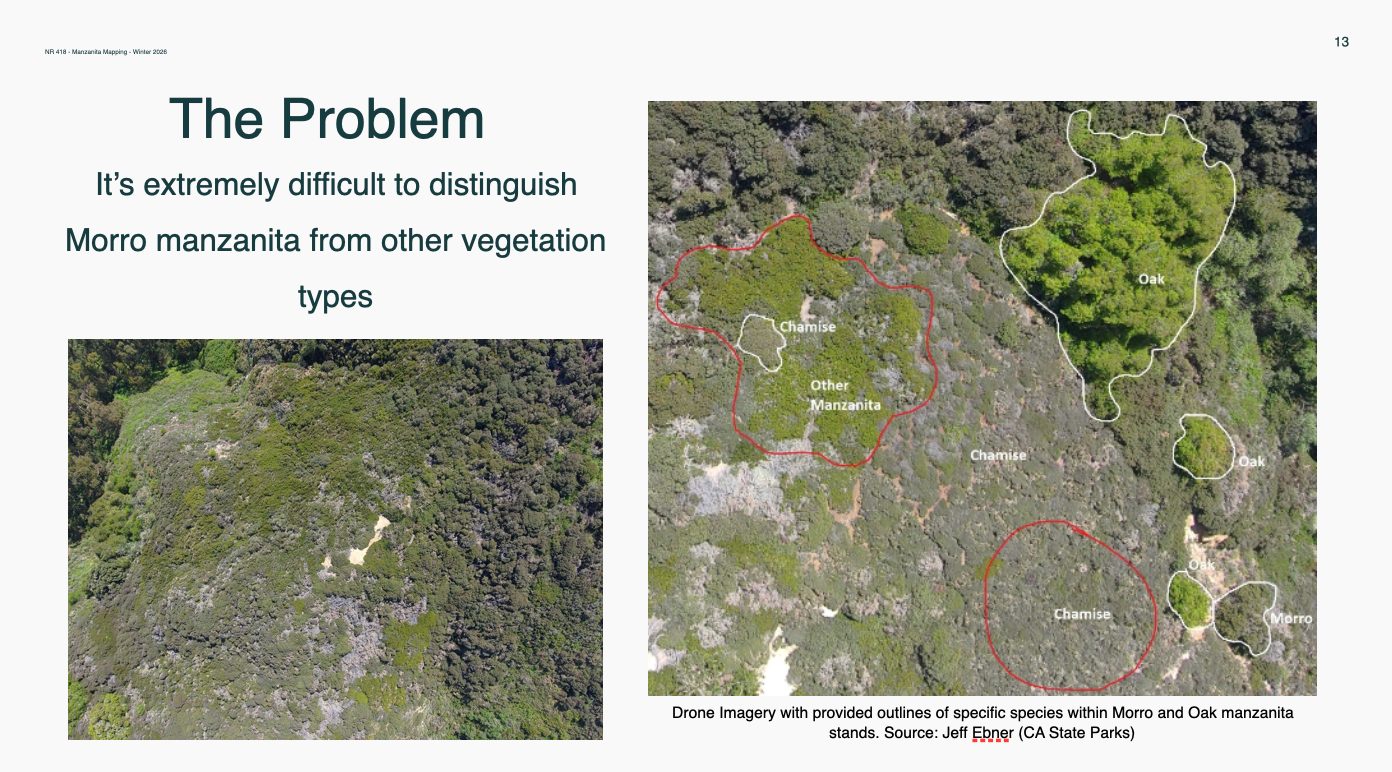 NR 418 - Manzanita Mapping - Winter 2026
13
The Problem
It’s extremely difficult to distinguish
Morro manzanita from other vegetation
types
Oak
Chamise
Other
Manzanita
Chamise
Oak
Oak
Chamise
Morro
Drone Imagery with provided outlines of specific species within Morro and Oak manzanita
stands. Source: Jeff Ebner (CA State Parks)